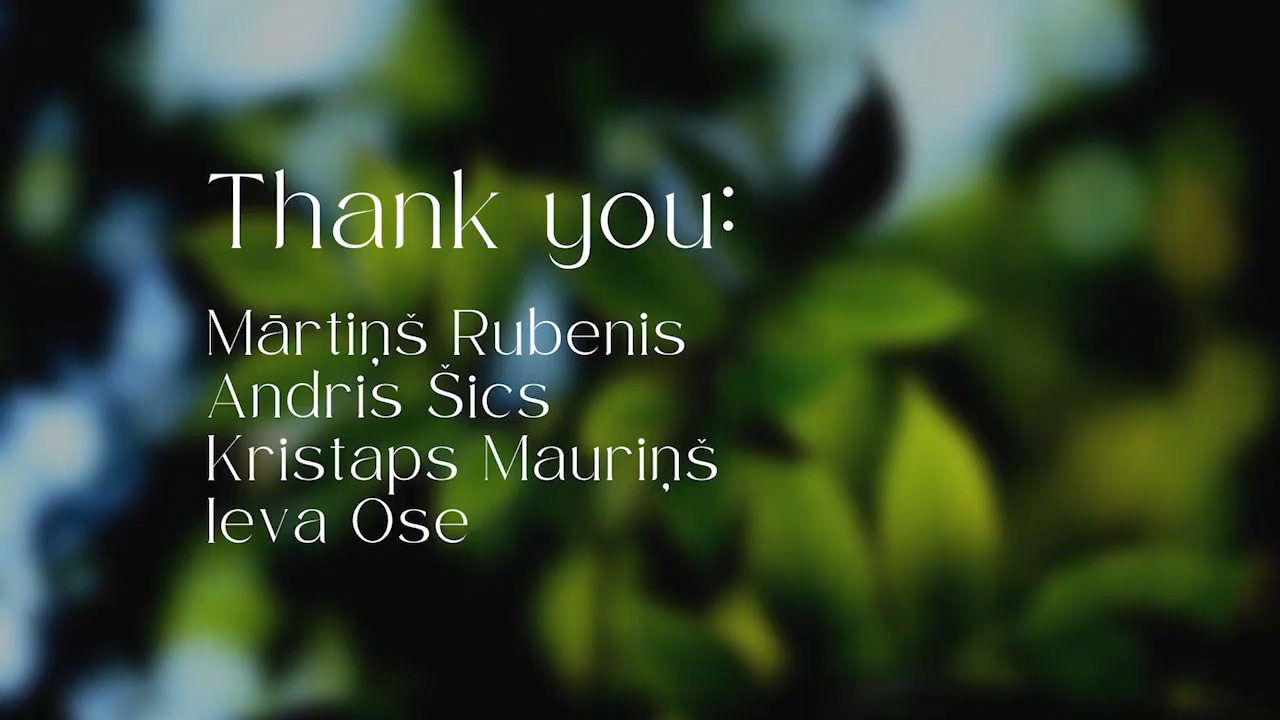 Thank you:
Mārtiņš Rubenis
Andris Šics
Kristaps Mauriņš
Ieva Ose